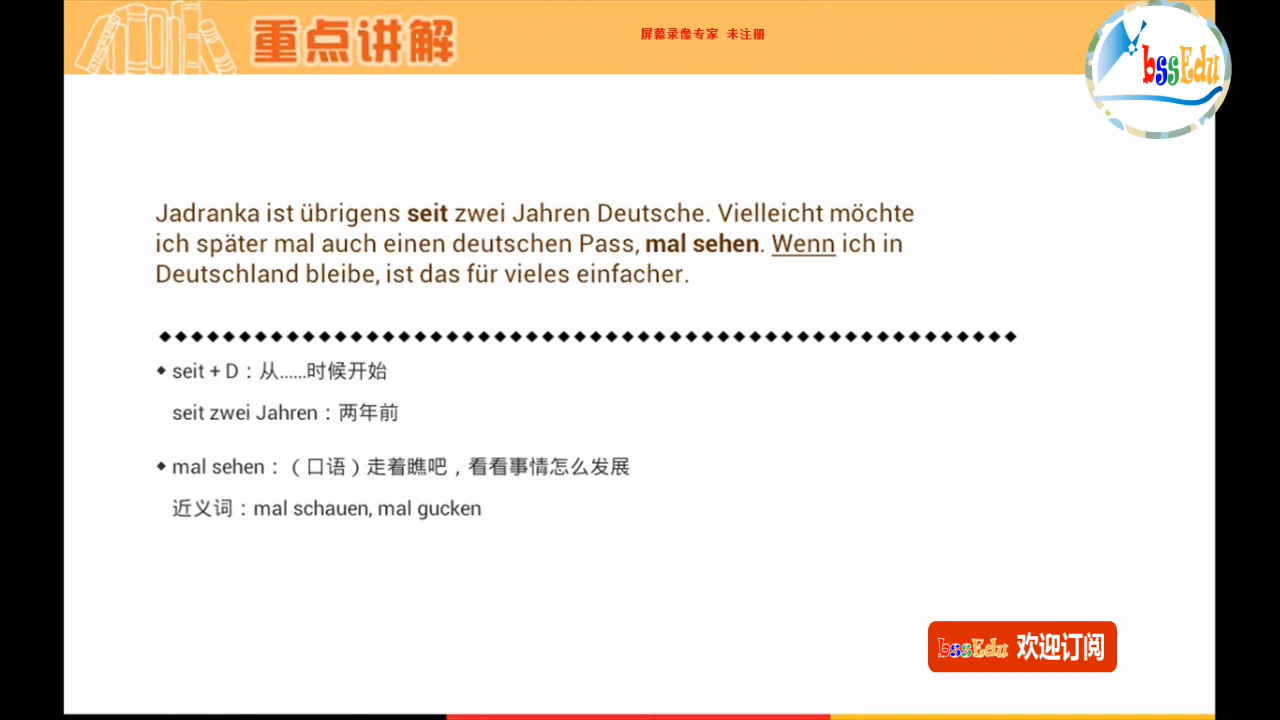 重点讲解
屏幕录像专家 未注册
bssEdu
Jadranka ist übrigens seit zwei Jahren Deutsche. Vielleicht möchte
ich später mal auch einen deutschen Pass, mal sehen. Wenn ich in
Deutschland bleibe, ist das für vieles einfacher.
seit + D：从......时候开始
seit zwei Jahren：两年前
mal sehen：（口语）走着瞧吧，看看事情怎么发展
近义词：mal schauen, mal gucken
bssEdu 欢迎订阅